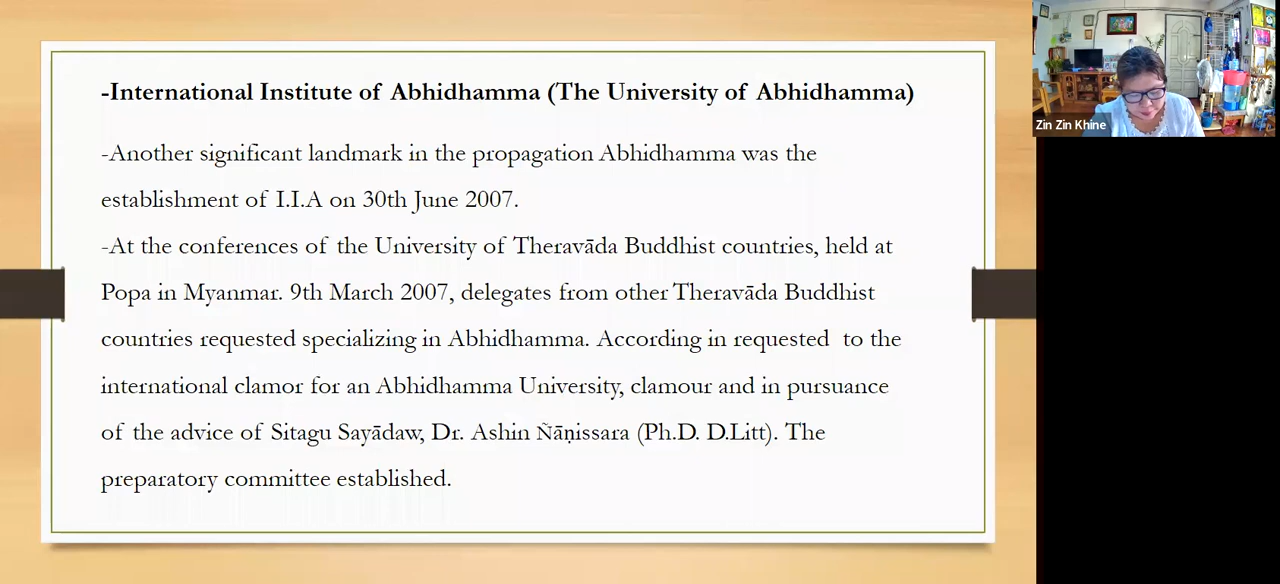 -International Institute of Abhidhamma (The University of Abhidhamma)
-Another significant landmark in the propagation Abhidhamma was the
establishment of I.I.A on 30th June 2007.
-At the conferences of the University of Theravāda Buddhist countries, held at
Popa in Myanmar. 9th March 2007, delegates from other Theravāda Buddhist
countries requested specializing in Abhidhamma. According in requested to the
international clamor for an Abhidhamma University, clamour and in pursuance
of the advice of Sitagu Sayādaw, Dr. Ashin Ñāṇissara (Ph.D. D.Litt). The
preparatory committee established.
Zin Zin Khine